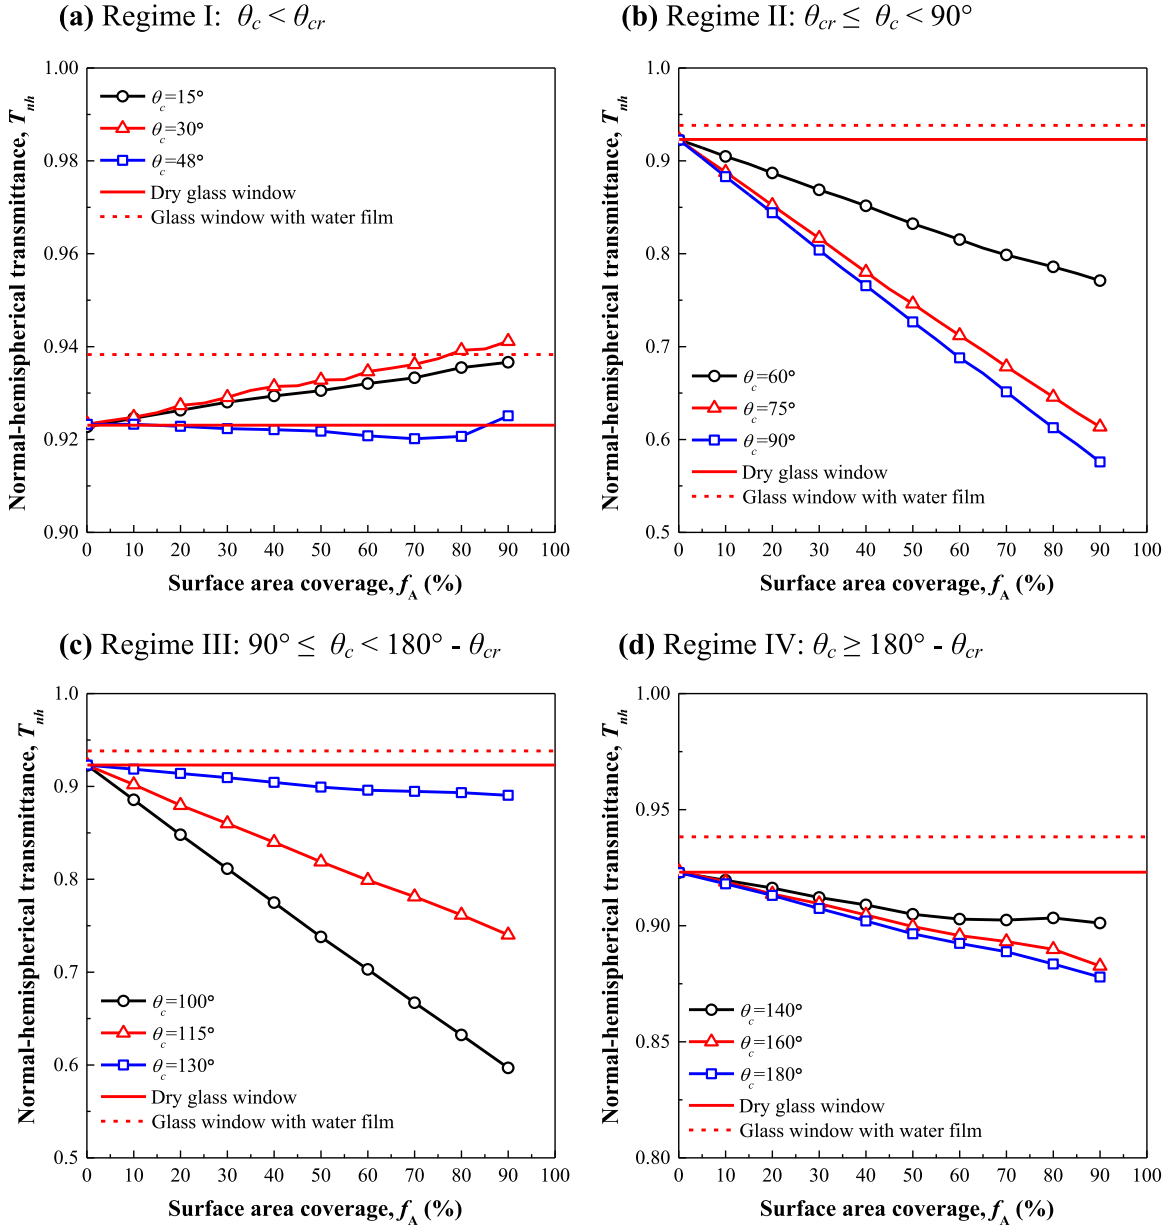 (a) Regime I: θc < θcr
Normal-hemispherical transmittance, Tnh
1.00
0.98
0.96
0.94
0.92
0.90
θc=15°
θc=30°
θc=48°
Dry glass window
Glass window with water film
0 10 20 30 40 50 60 70 80 90 100
Surface area coverage, fA (%)
(b) Regime II: θcr ≤ θc < 90°
Normal-hemispherical transmittance, Tnh
1.0
0.9
0.8
0.7
0.6
0.5
θc=60°
θc=75°
θc=90°
Dry glass window
Glass window with water film
0 10 20 30 40 50 60 70 80 90 100
Surface area coverage, fA (%)
(c) Regime III: 90° ≤ θc < 180° - θcr
Normal-hemispherical transmittance, Tnh
1.0
0.9
0.8
0.7
0.6
0.5
θc=100°
θc=115°
θc=130°
Dry glass window
Glass window with water film
0 10 20 30 40 50 60 70 80 90 100
Surface area coverage, fA (%)
(d) Regime IV: θc ≥ 180° - θcr
Normal-hemispherical transmittance, Tnh
1.00
0.95
0.90
0.85
0.80
θc=140°
θc=160°
θc=180°
Dry glass window
Glass window with water film
0 10 20 30 40 50 60 70 80 90 100
Surface area coverage, fA (%)